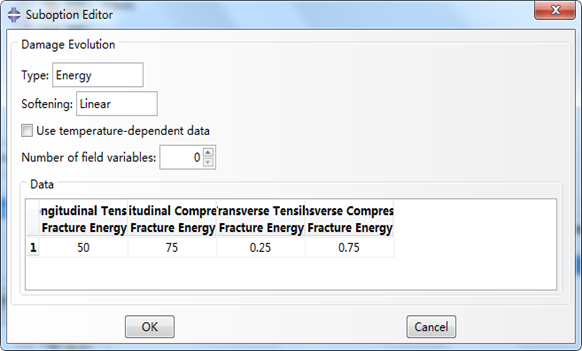 Suboption Editor
Damage Evolution
Type: Energy
Softening: Linear
Use temperature-dependent data
Number of field variables: 0
Data
ngitudinal Tens itudinal Compre ransverse Tensil sverse Compres
Fracture Energy Fracture Energy Fracture Energy Fracture Energy
1 50 75 0.25 0.75
OK Cancel